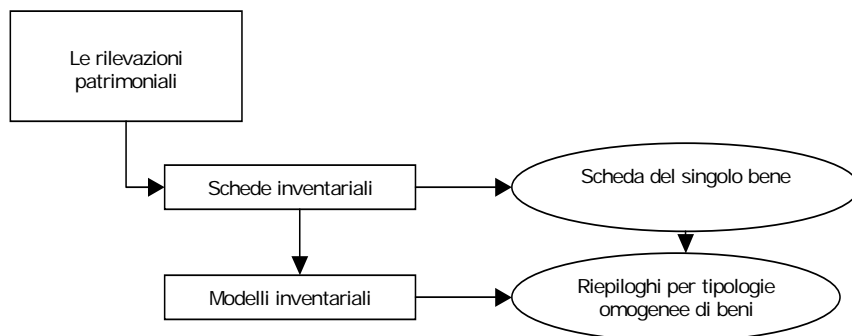 Le rilevazioni
patrimoniali
Schede inventariali
Scheda del singolo bene
Modelli inventariali
Riepiloghi per tipologie
omogenee di beni